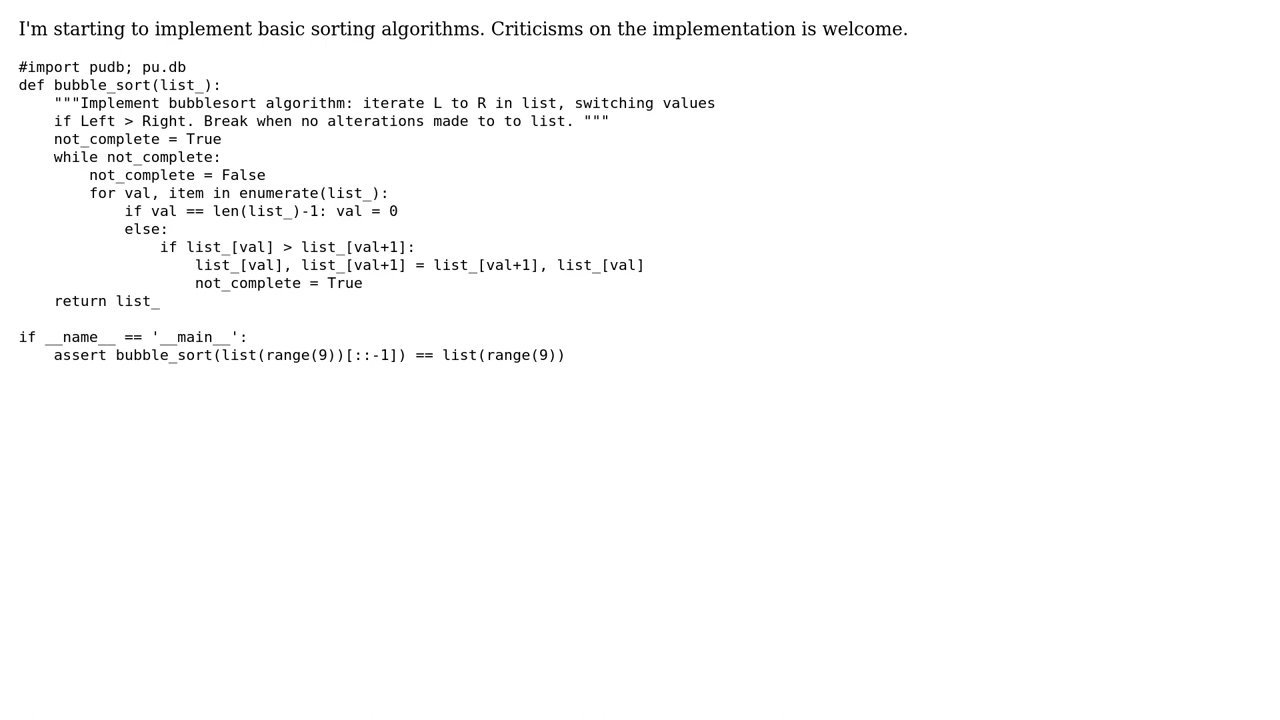 I'm starting to implement basic sorting algorithms. Criticisms on the implementation is welcome.
#import pudb; pu.db
def bubble_sort(list_):
    """Implement bubblesort algorithm: iterate L to R in list, switching values
    if Left > Right. Break when no alterations made to to list. """
    not_complete = True
    while not_complete:
        not_complete = False
        for val, item in enumerate(list_):
            if val == len(list_)-1: val = 0
            else:
                if list_[val] > list_[val+1]:
                    list_[val], list_[val+1] = list_[val+1], list_[val]
                    not_complete = True
    return list_

if __name__ == '__main__':
    assert bubble_sort(list(range(9))[::-1]) == list(range(9))